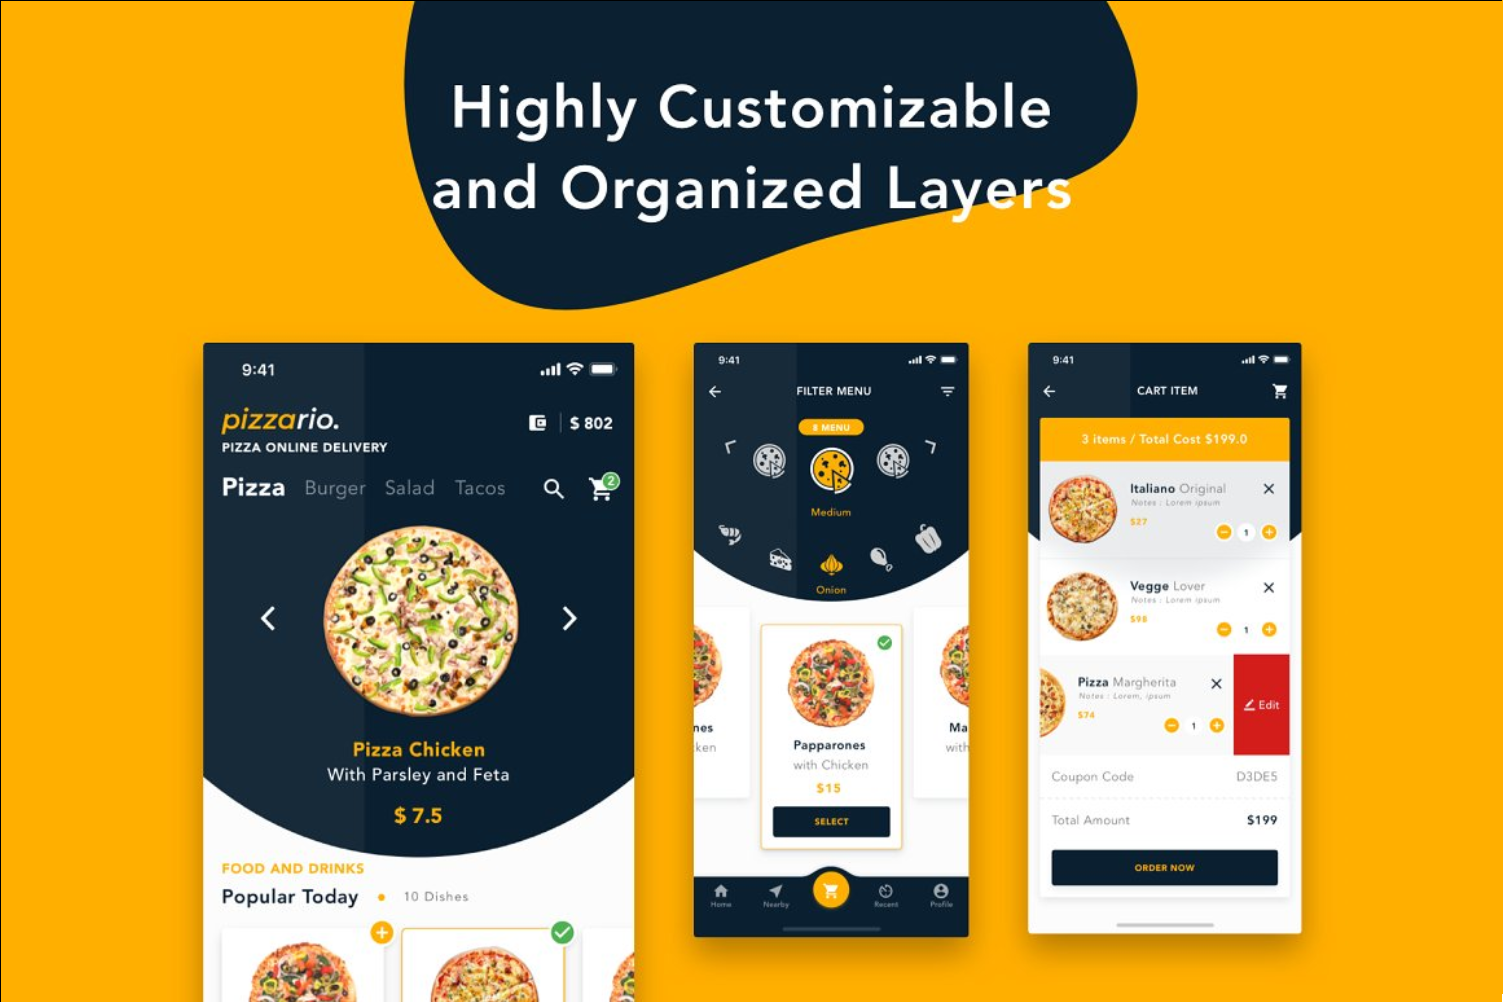 Highly Customizable
and Organized Layers
9:41
pizzario.
$ 802
PIZZA ONLINE DELIVERY
Pizza Burger Salad Tacos
2
Pizza Chicken
With Parsley and Feta
$ 7.5
FOOD AND DRINKS
Popular Today • 10 Dishes
9:41
FILTER MENU
8 MENU
Medium
Onion
nes
ken
Papparones
with Chicken
$15
SELECT
Ma
with
Home Nearby Recent Profile
9:41
CART ITEM
3 items / Total Cost $199.0
Italiano Original
Notes : Lorem ipsum
$27
1
Vegge Lover
Notes : Lorem ipsum
$98
1
Pizza Margherita
Notes : Lorem, ipsum
$74
1
Edit
Coupon Code D3DE5
Total Amount $199
ORDER NOW